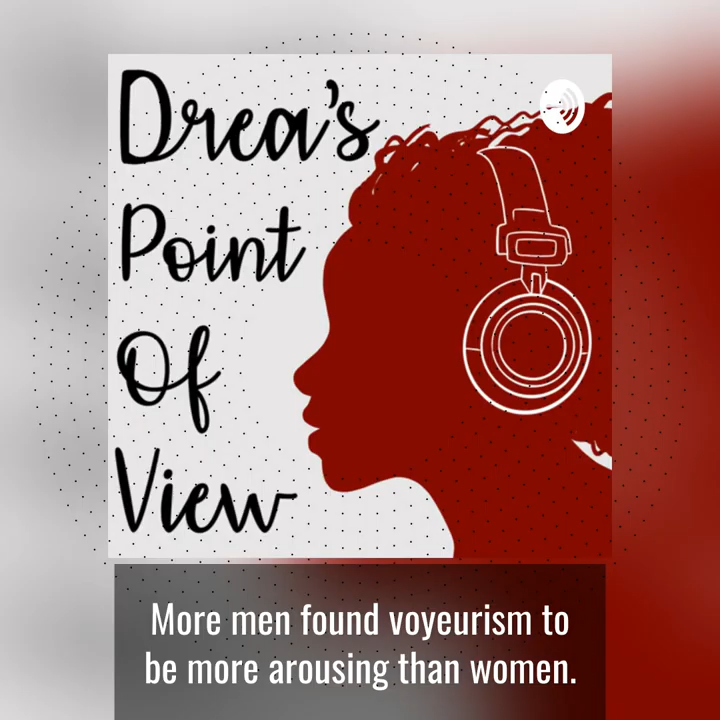 Drea's
Point
Of
View
More men found voyeurism to
be more arousing than women.